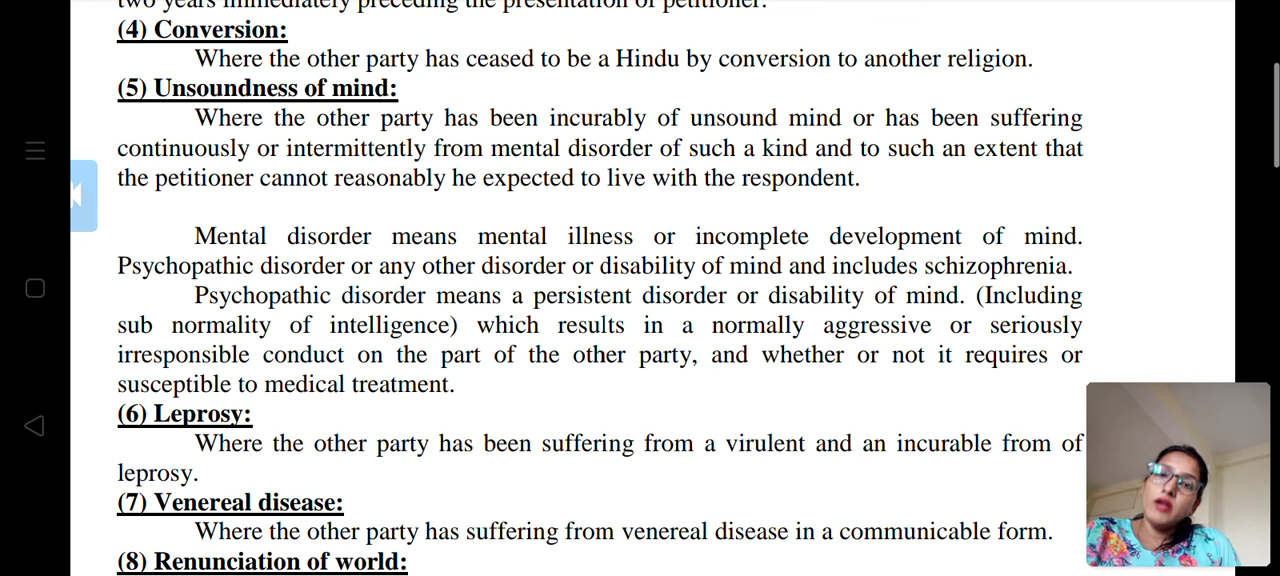 two years immediately preceding the presentation of petitioner.
(4) Conversion:
Where the other party has ceased to be a Hindu by conversion to another religion.
(5) Unsoundness of mind:
Where the other party has been incurably of unsound mind or has been suffering
continuously or intermittently from mental disorder of such a kind and to such an extent that
the petitioner cannot reasonably he expected to live with the respondent.
Mental disorder means mental illness or incomplete development of mind.
Psychopathic disorder or any other disorder or disability of mind and includes schizophrenia.
Psychopathic disorder means a persistent disorder or disability of mind. (Including
sub normality of intelligence) which results in a normally aggressive or seriously
irresponsible conduct on the part of the other party, and whether or not it requires or
susceptible to medical treatment.
(6) Leprosy:
Where the other party has been suffering from a virulent and an incurable from of
leprosy.
(7) Venereal disease:
Where the other party has suffering from venereal disease in a communicable form.
(8) Renunciation of world: